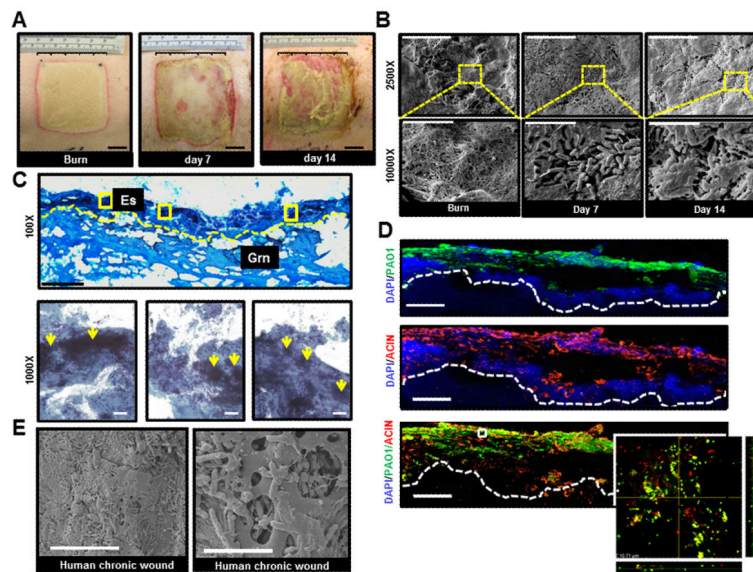 A
Burn
day 7
day 14
B
2500X
10000X
Burn
Day 7
Day 14
C
100X
Es
Grn
1000X
D
DAPI/PAO1
DAPI/ACIN
DAPI/PAO1/ACIN
E
Human chronic wound
Human chronic wound